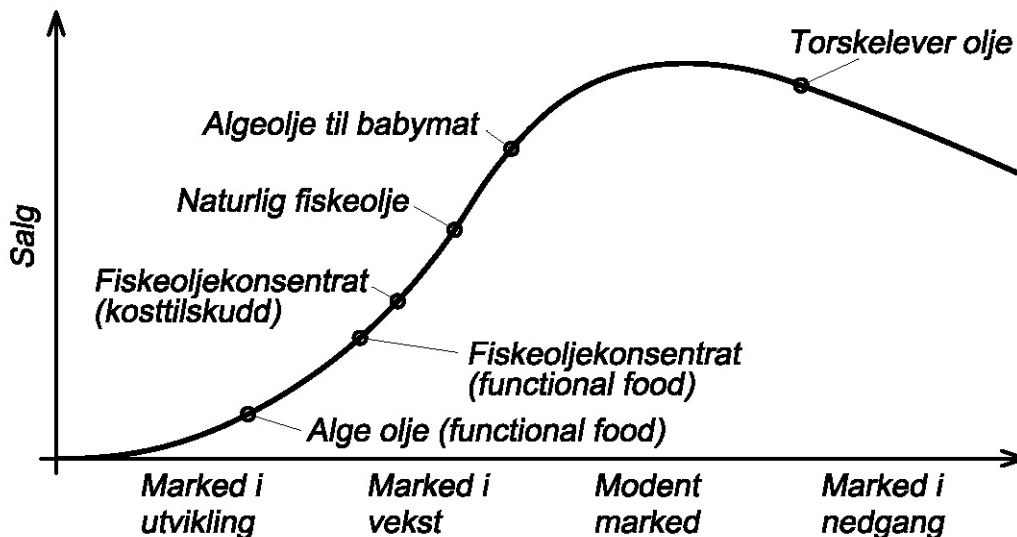 Torskelever olje
Algeolje til babymat
Naturlig fiskeolje
Salg
Fiskeoljekonsentrat
(kosttilskudd)
Fiskeoljekonsentrat
(functional food)
Alge olje (functional food)
Marked i
utvikling
Marked i
vekst
Modent
marked
Marked i
nedgang